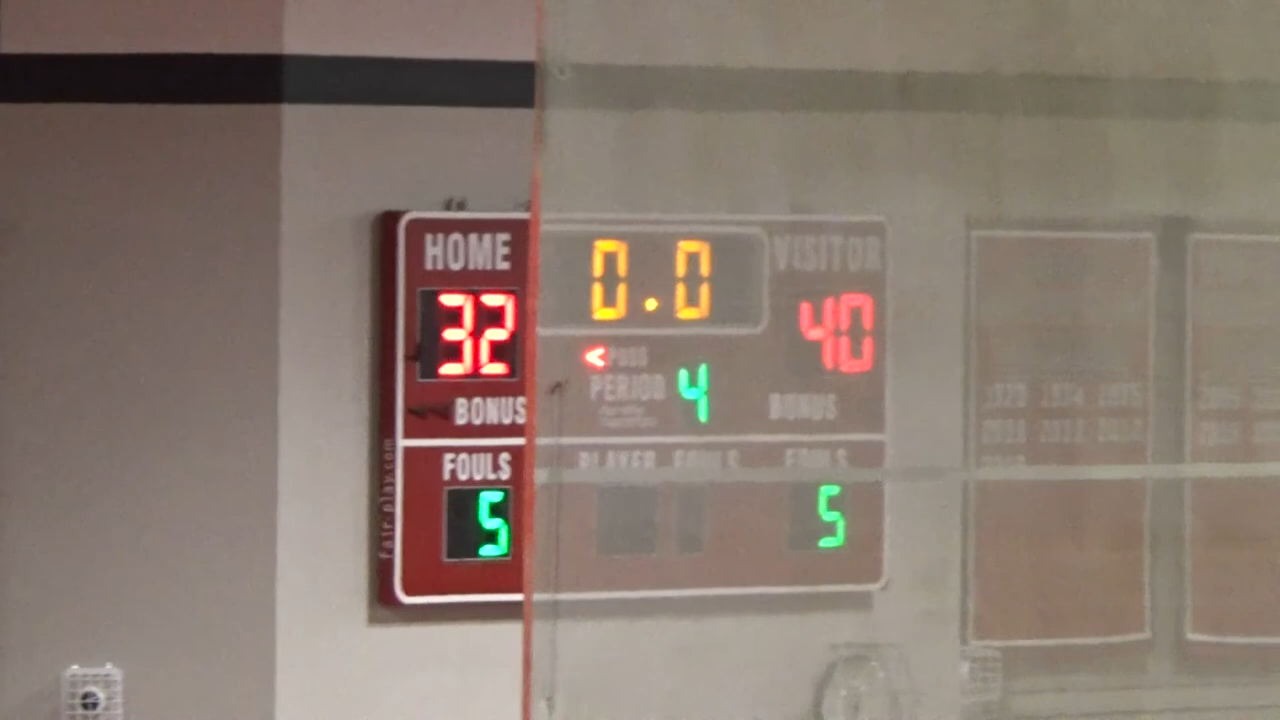 HOME
0.0
VISITOR
32
40
< POSS
PERIOD 4
BONUS
BONUS
FOULS
PLAYER FOULS
FOULS
5
5
fair-play.com